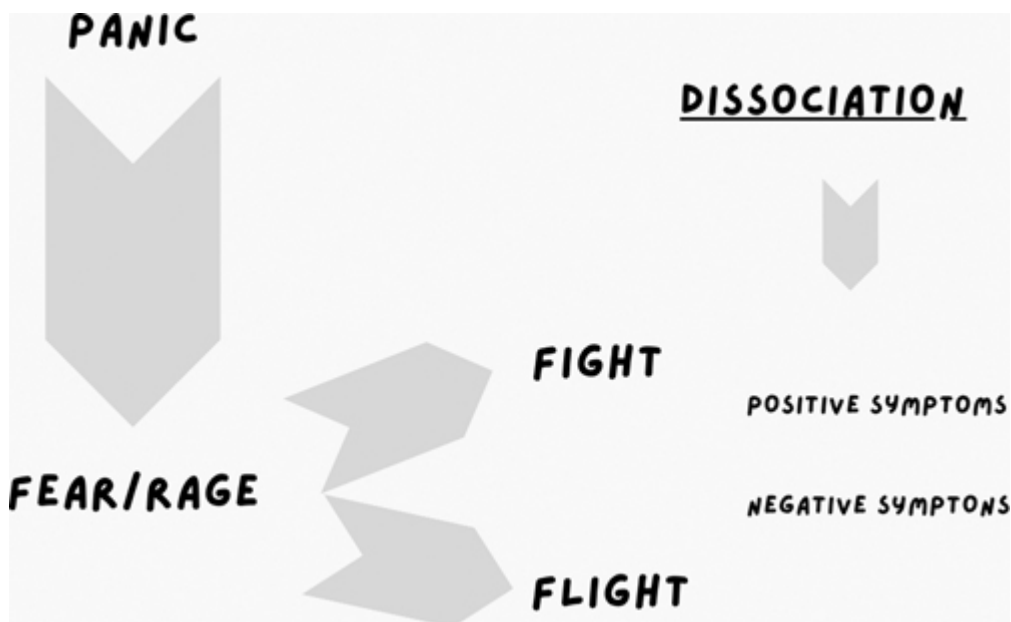 PANIC
DISSOCIATION
FIGHT
POSITIVE SYMPTOMS
FEAR/RAGE
NEGATIVE SYMPTONS
FLIGHT